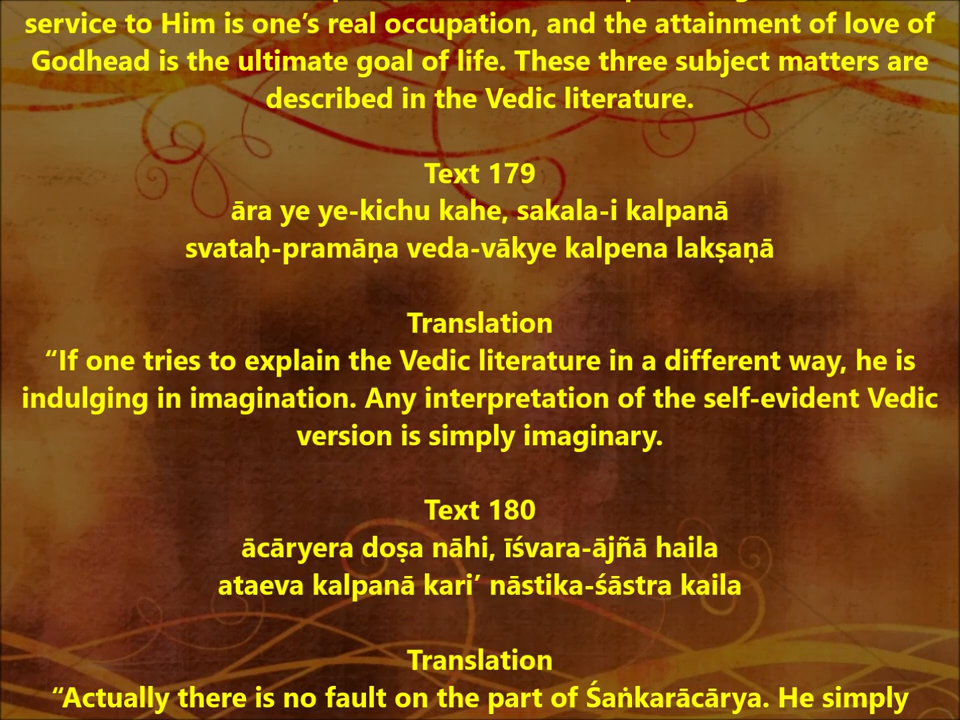 service to Him is one’s real occupation, and the attainment of love of
Godhead is the ultimate goal of life. These three subject matters are
described in the Vedic literature.
Text 179
āra ye ye-kichu kahe, sakala-i kalpanā
svataḥ-pramāṇa veda-vākye kalpena lakṣaṇā
Translation
“If one tries to explain the Vedic literature in a different way, he is
indulging in imagination. Any interpretation of the self-evident Vedic
version is simply imaginary.
Text 180
ācāryera doṣa nāhi, īśvara-ājñā haila
ataeva kalpanā kari’ nāstika-śāstra kaila
Translation
“Actually there is no fault on the part of Śaṅkarācārya. He simply